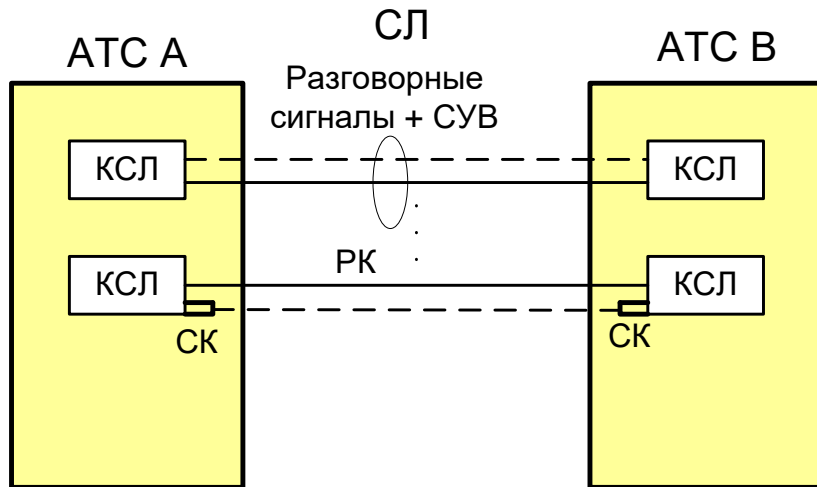 СЛ
АТС А
АТС В
Разговорные
сигналы + СУВ
КСЛ
КСЛ
РК
КСЛ
КСЛ
СК
СК